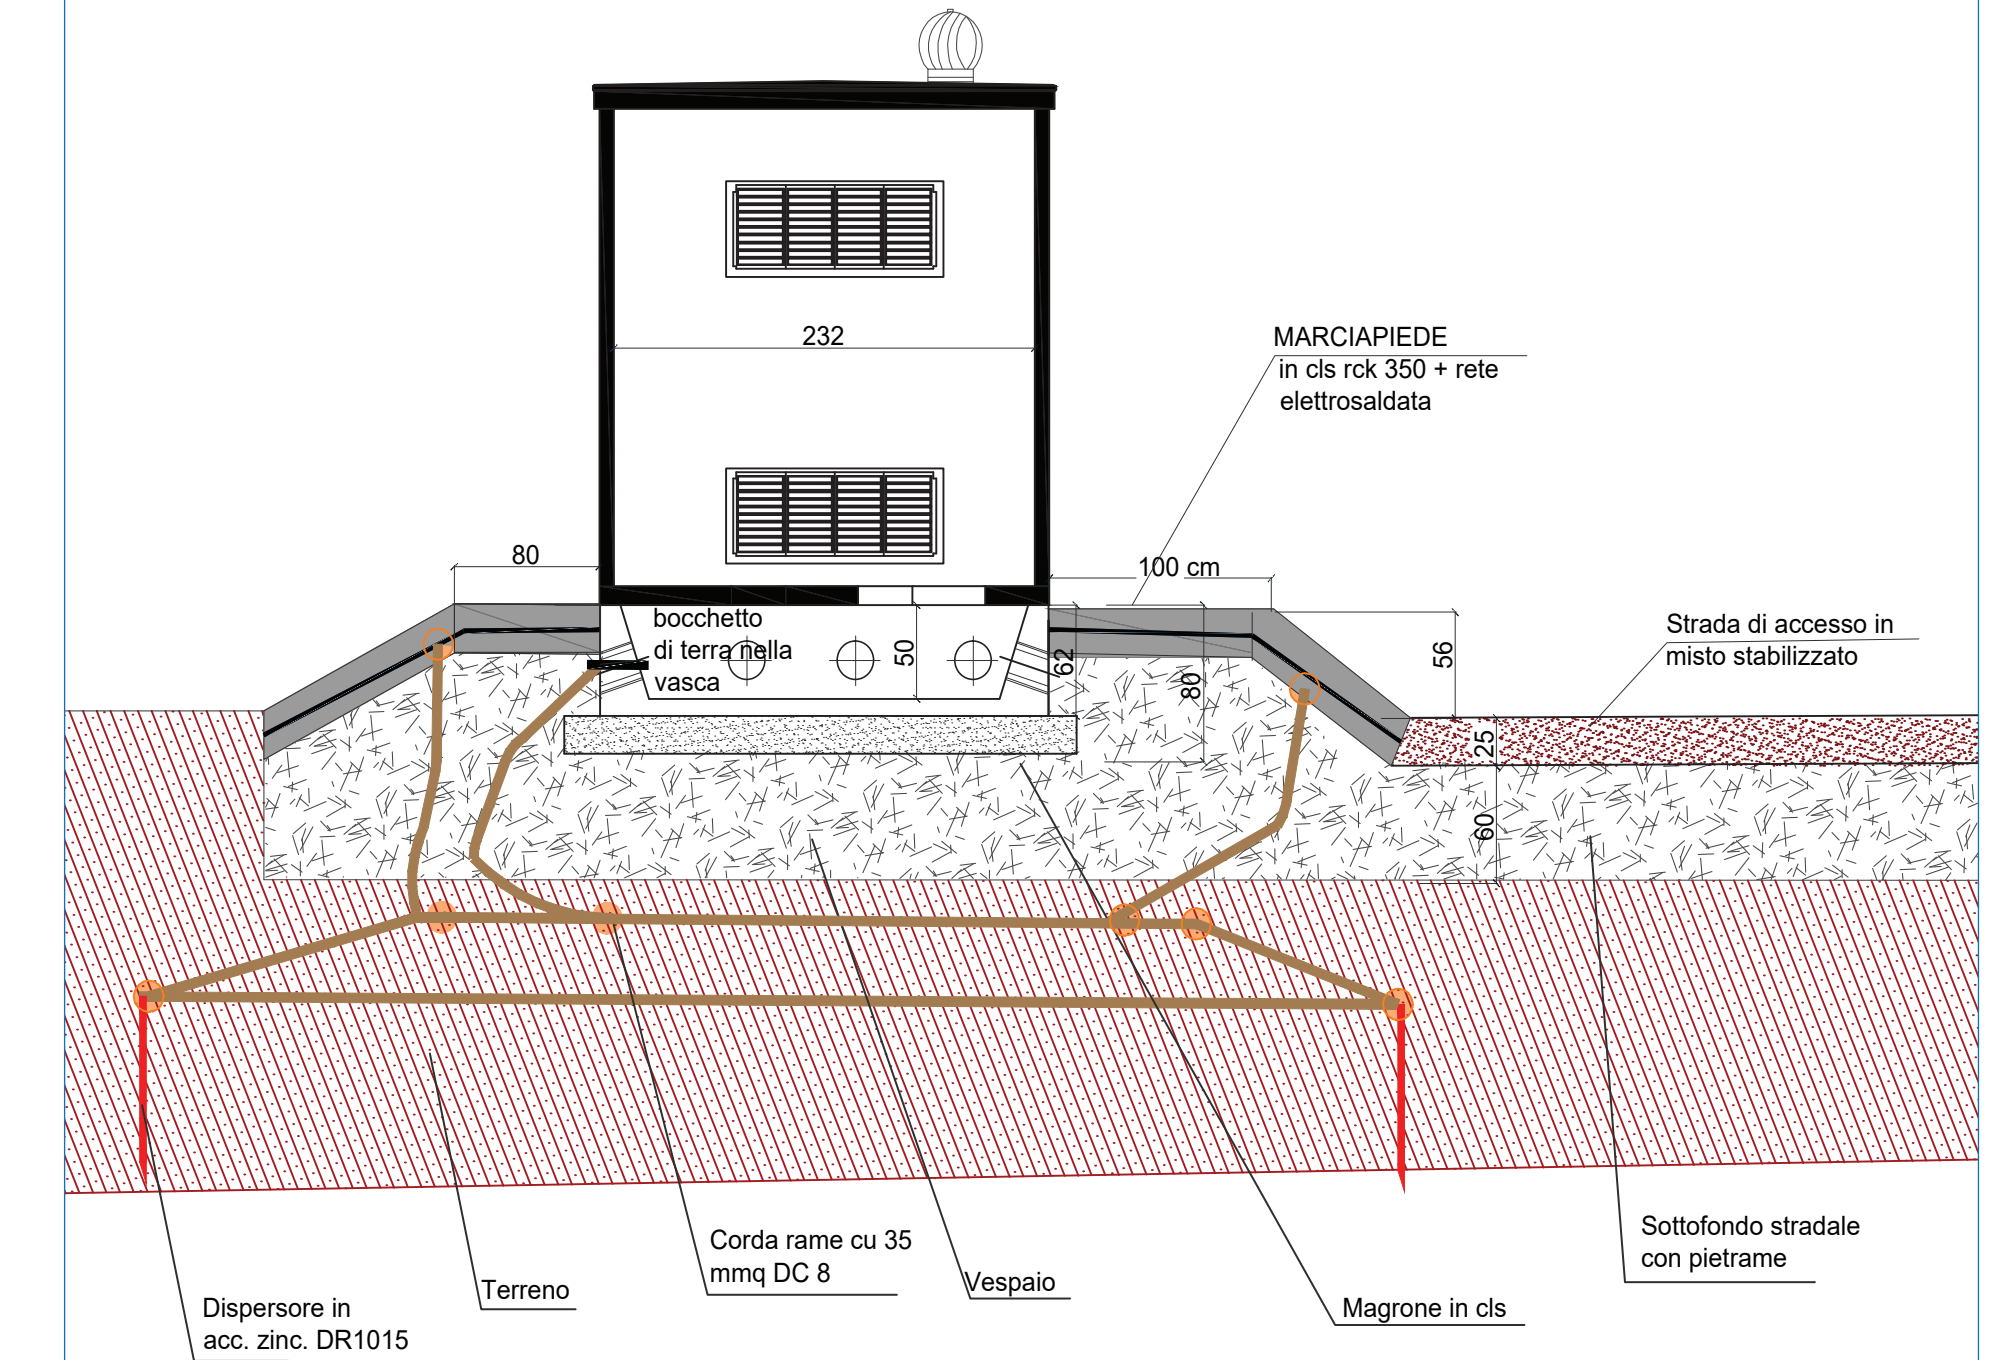 232
MARCIAPIEDE
in cls rck 350 + rete
elettrosaldata
80
100 cm
bocchetto
di terra nella
vasca
50
62
80
56
Strada di accesso in
misto stabilizzato
25
60
Corda rame cu 35
mmq DC 8
Sottofondo stradale
con pietrame
Terreno
Vespaio
Magrone in cls
Dispersore in
acc. zinc. DR1015